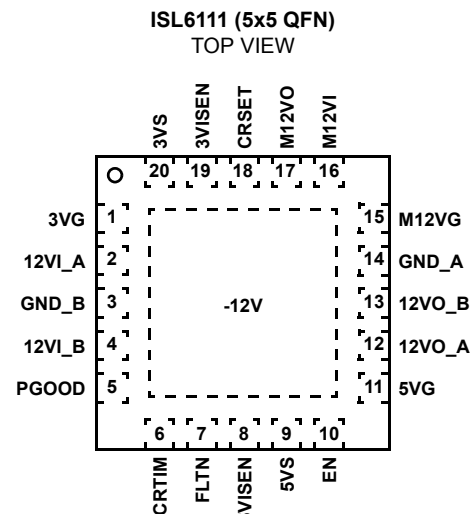 ISL6111 (5x5 QFN)
TOP VIEW
3VS
3VISEN
CRSET
M12VO
M12VI
20 19 18 17 16
3VG 1
12VI_A 2
GND_B 3
12VI_B 4
PGOOD 5
-12V
15 M12VG
14 GND_A
13 12VO_B
12 12VO_A
11 5VG
6 7 8 9 10
CRTIM
FLTN
5VISEN
5VS
EN